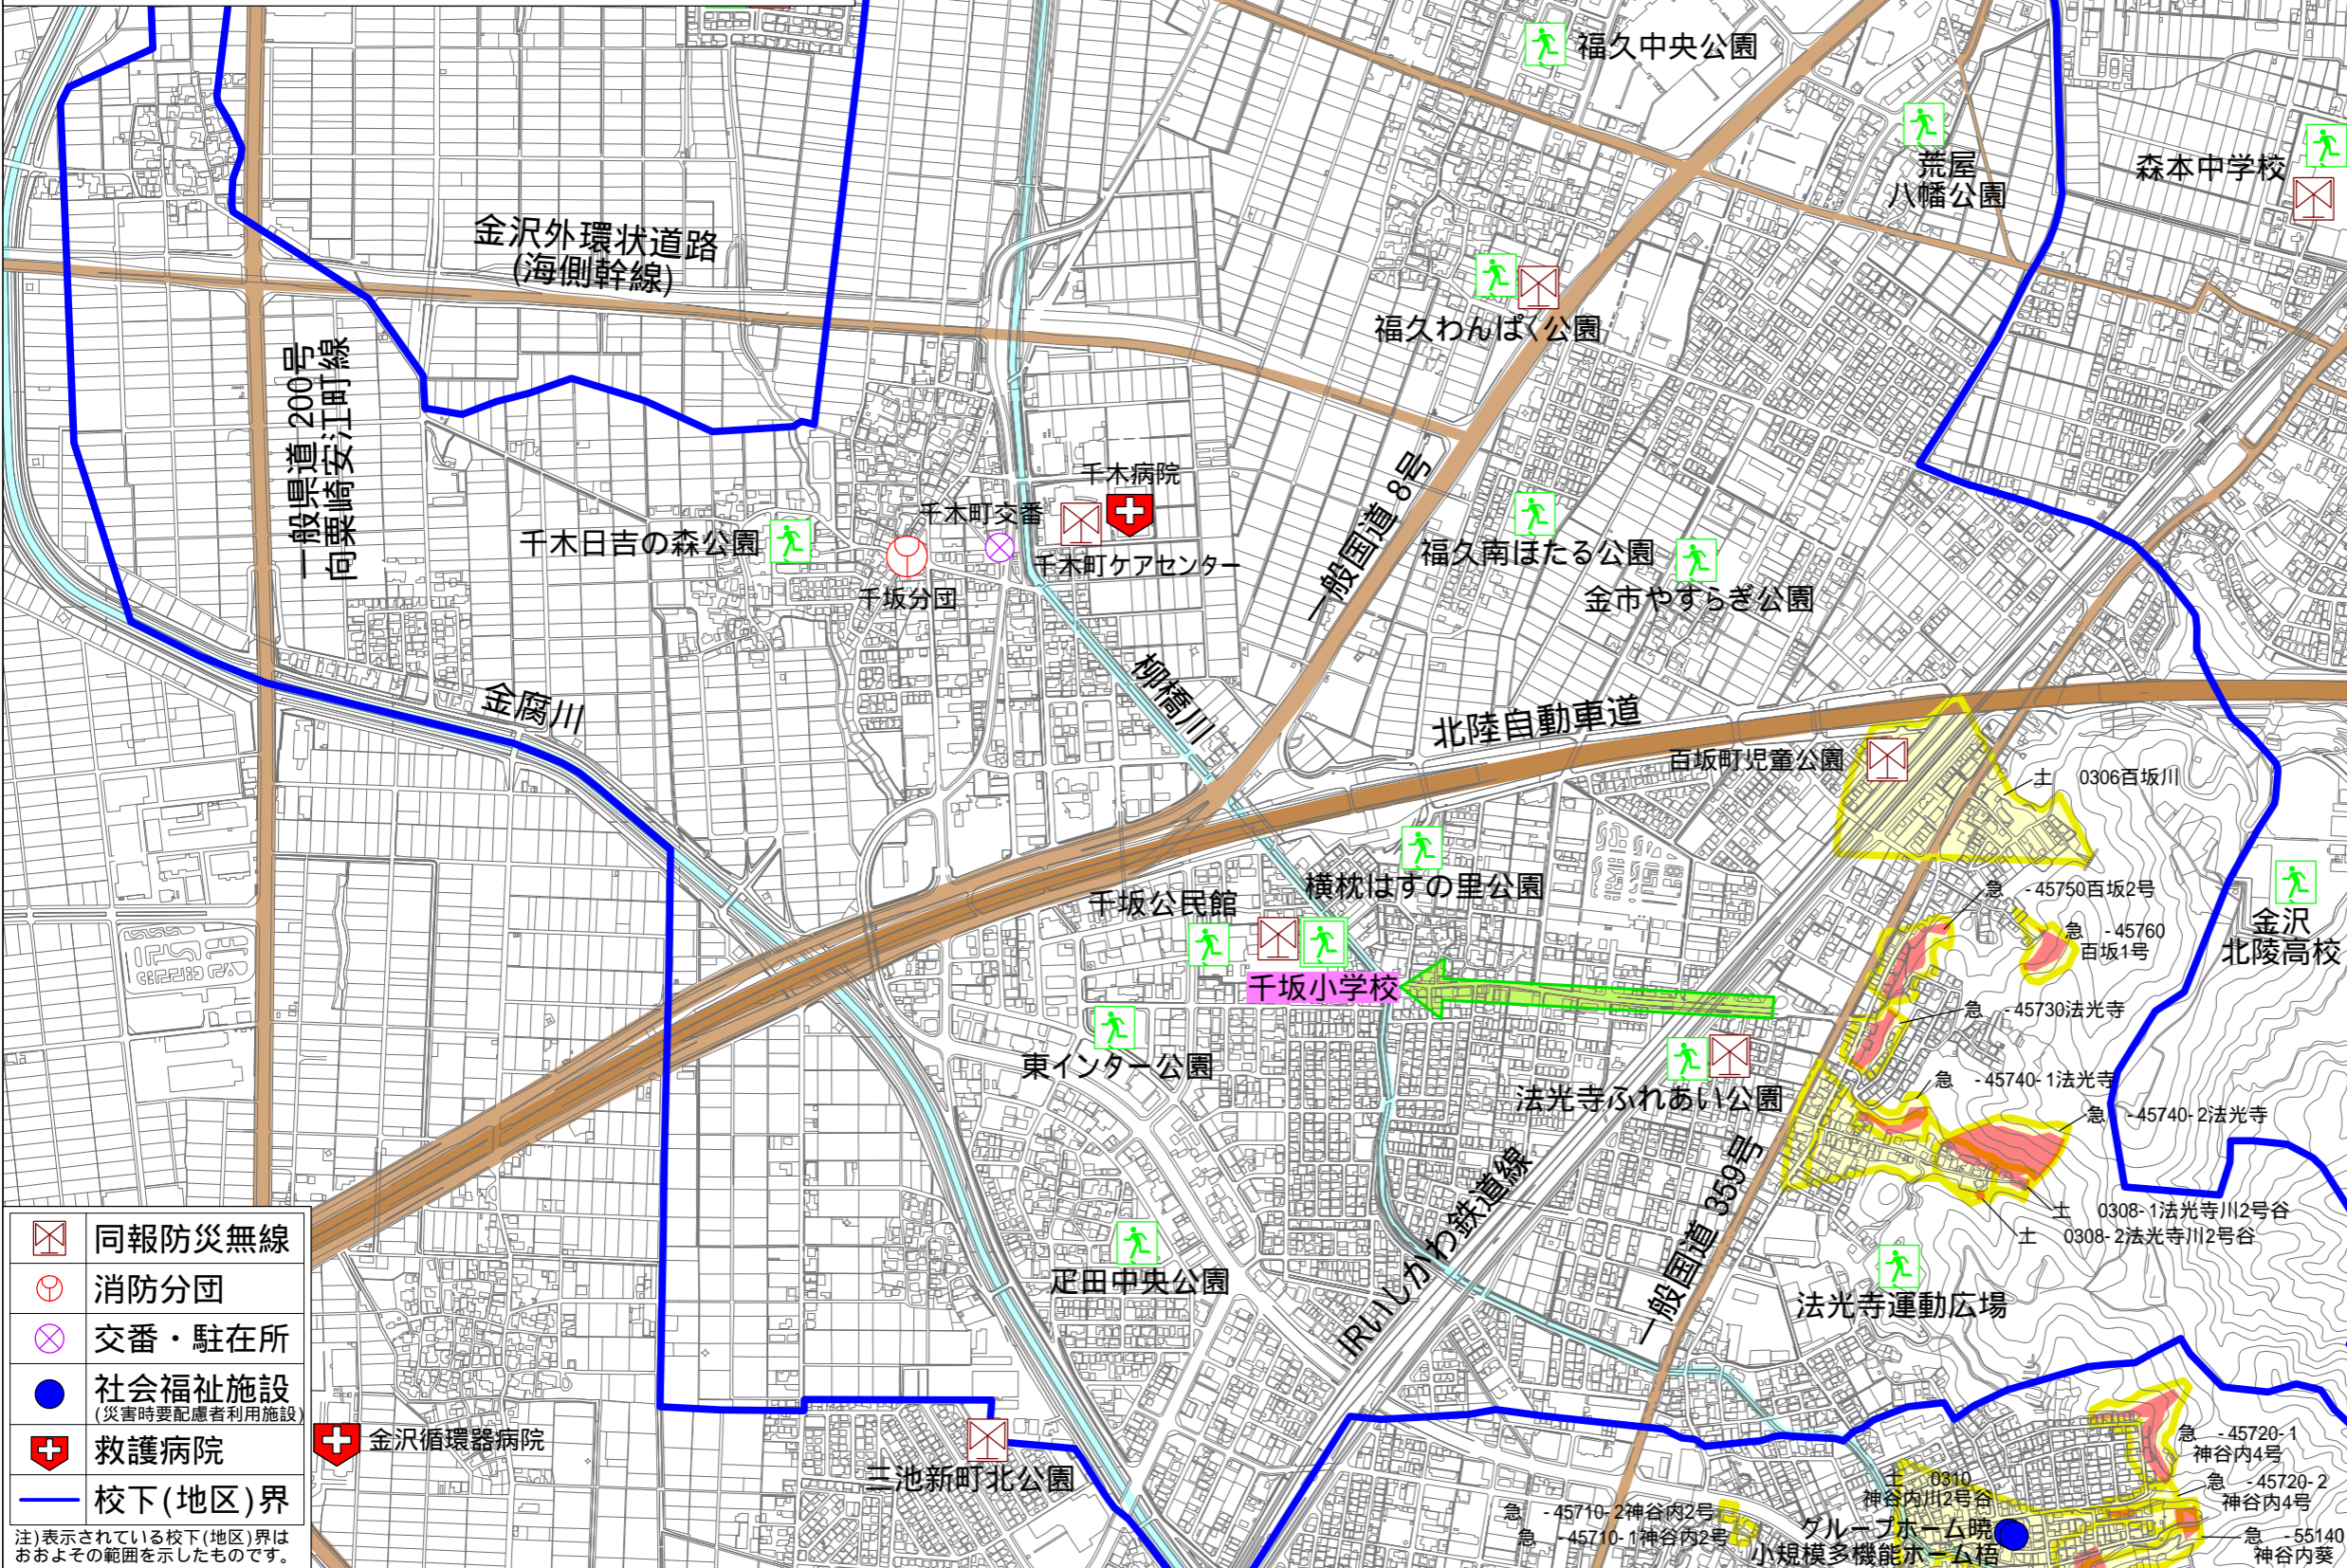 福久中央公園
荒屋
八幡公園
森本中学校
金沢外環状道路
(海側幹線)
福久わんぱく公園
一般県道 200号
向粟崎安江町線
千木病院
千木町交番
千木町ケアセンター
千木日吉の森公園
千坂分団
一般国道 8号
福久南ほたる公園
金市やすらぎ公園
金腐川
柳橋川
北陸自動車道
百坂町児童公園
土 0306百坂川
横枕はすの里公園
千坂公民館
千坂小学校
急 -45750百坂2号
急 -45760
百坂1号
金沢
北陵高校
急 -45730法光寺
東インター公園
法光寺ふれあい公園
急 -45740-1法光寺
急 -45740-2法光寺
IRいしかわ鉄道線
一般国道 359号
土 0308-1法光寺川2号谷
土 0308-2法光寺川2号谷
疋田中央公園
法光寺運動広場
同報防災無線
消防分団
交番・駐在所
社会福祉施設
(災害時要配慮者利用施設)
救護病院
校下(地区)界
注)表示されている校下(地区)界は
おおよその範囲を示したものです。
金沢循環器病院
三池新町北公園
急 -45720-1
神谷内4号
急 -45720-2
神谷内4号
土 0310
神谷内川2号谷
急 -45710-2神谷内2号
急 -45710-1神谷内2号
グループホーム暁
小規模多機能ホーム梧
急 -55140
神谷内葵